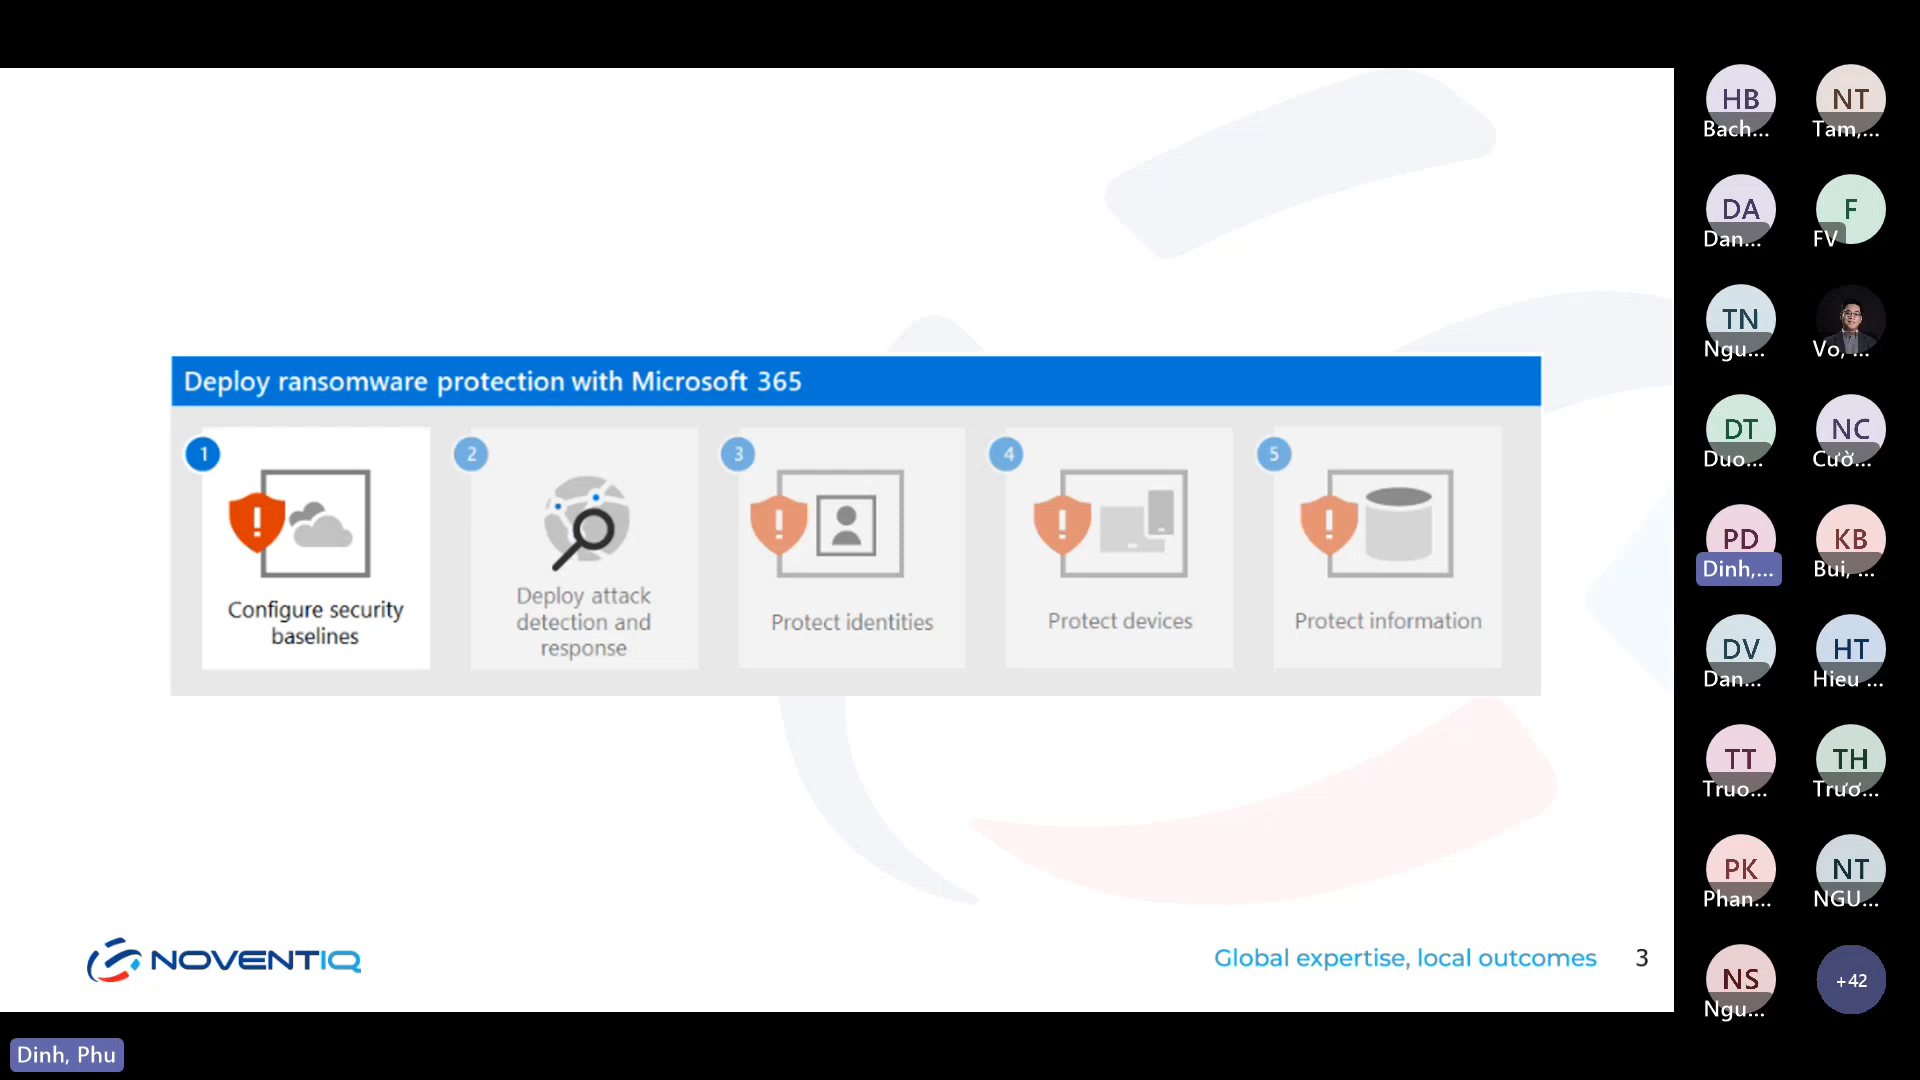 Deploy ransomware protection with Microsoft 365
1
Configure security
baselines
2
Deploy attack
detection and
response
3
Protect identities
4
Protect devices
5
Protect information
NOVENTIQ
Global expertise, local outcomes
3
Dinh, Phu
HB
Bach...
NT
Tam,...
DA
Dan...
F
FV
TN
Ngu...
Vo, ...
DT
Duo...
NC
Cườ...
PD
Dinh,...
KB
Bui, ...
DV
Dan...
HT
Hieu ...
TT
Truo...
TH
Trươ...
PK
Phan...
NT
NGU...
NS
Ngu...
+42